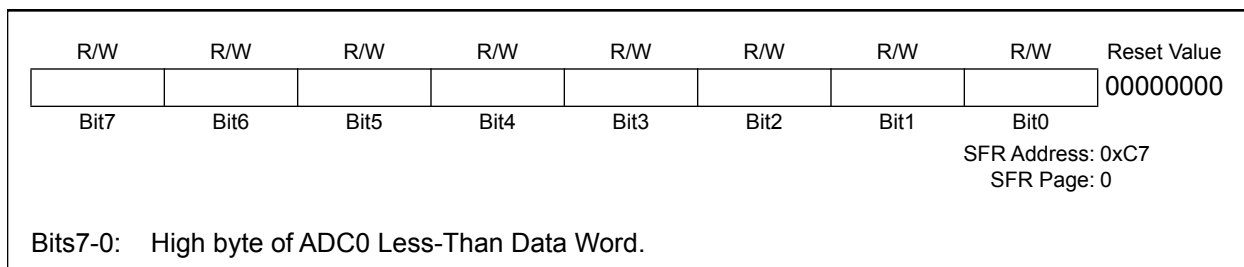 R/W R/W R/W R/W R/W R/W R/W R/W Reset Value
00000000
Bit7 Bit6 Bit5 Bit4 Bit3 Bit2 Bit1 Bit0
SFR Address: 0xC7
SFR Page: 0
Bits7-0: High byte of ADC0 Less-Than Data Word.